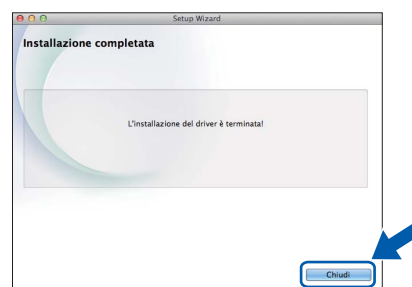 Setup Wizard
Installazione completata
L'installazione del driver è terminata!
Chiudi